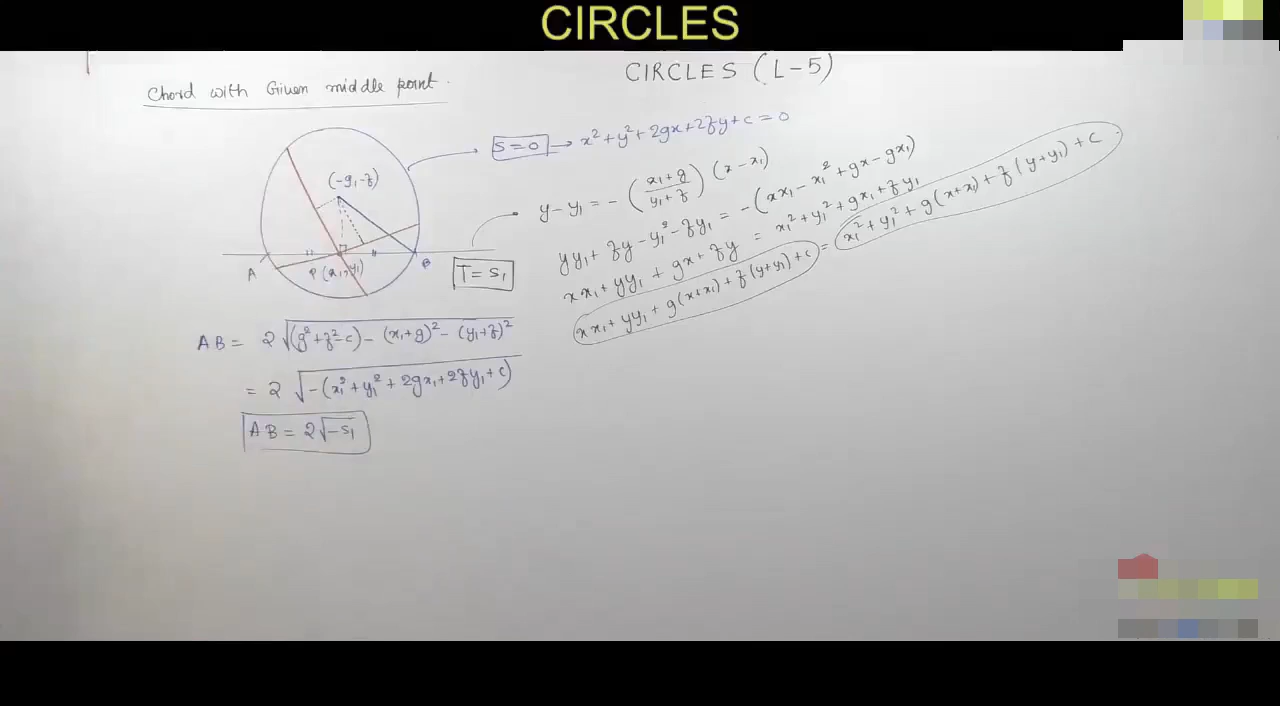 CIRCLES
CIRCLES (L-5)
Chord with Given middle point.
S=0 → x²+y²+2gx+2fy+c=0
(-g,-f)
A
P(x₁,y₁)
B
T=S₁
y-y₁ = -((x₁+g)/(y₁+f)) (x-x₁)
yy₁+fy-y₁²-fy₁ = -(xx₁-x₁²+gx-gx₁)
xx₁+yy₁+gx+fy = x₁²+y₁²+gx₁+fy₁
xx₁+yy₁+g(x+x₁)+f(y+y₁)+c = x₁²+y₁²+g(x+x₁)+f(y+y₁)+c
AB = 2√(g²+f²-c)-(x₁+g)²-(y₁+f)²
= 2√-(x₁²+y₁²+2gx₁+2fy₁+c)
AB = 2√-S₁